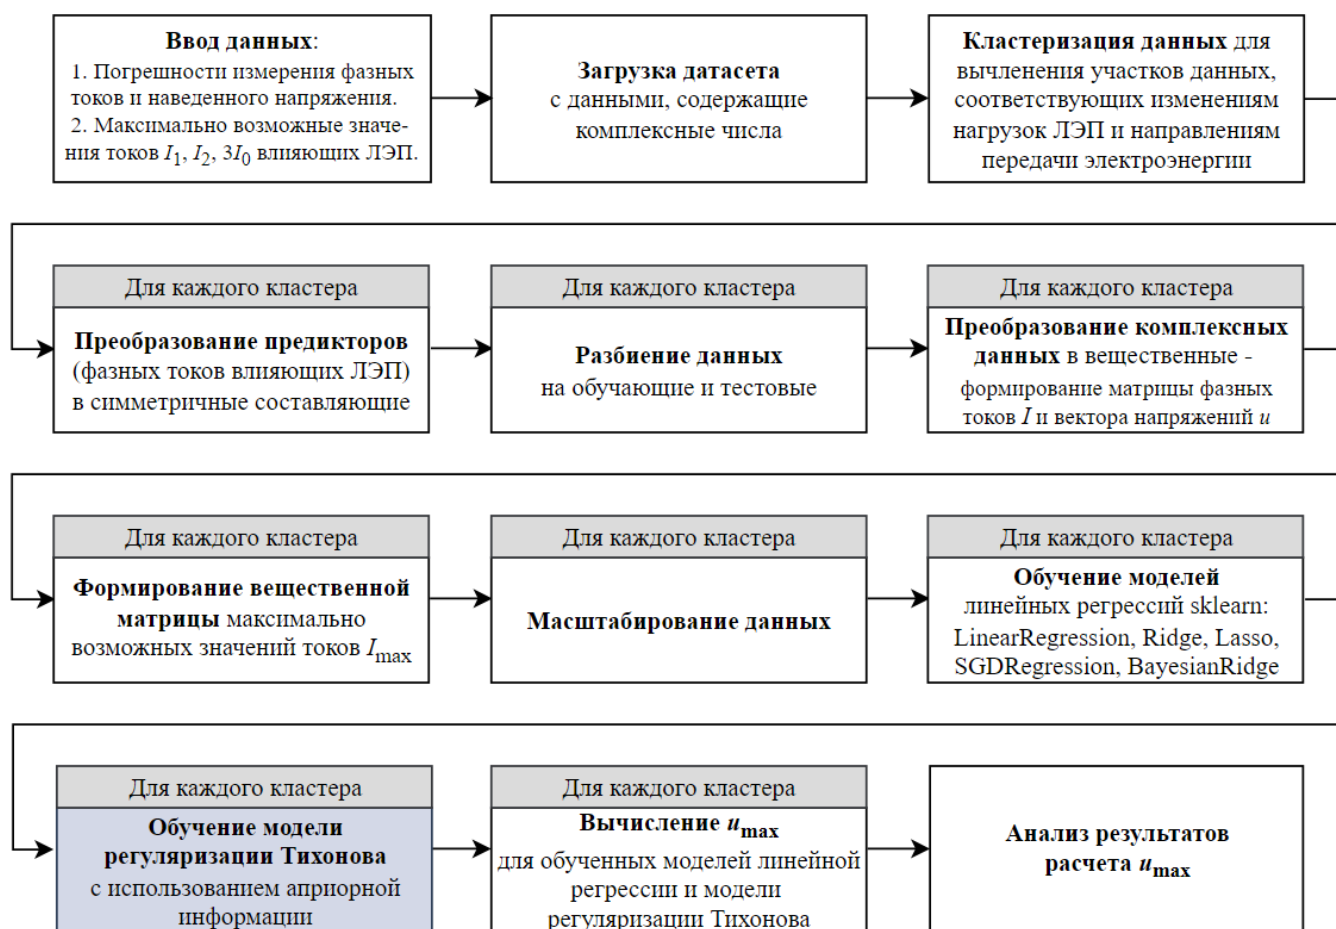 Ввод данных:
1. Погрешности измерения фазных
токов и наведенного напряжения.
2. Максимально возможные значе-
ния токов I1, I2, 3I0 влияющих ЛЭП.
Загрузка датасета
с данными, содержащие
комплексные числа
Кластеризация данных для
вычленения участков данных,
соответствующих изменениям
нагрузок ЛЭП и направлениям
передачи электроэнергии
Для каждого кластера
Преобразование предикторов
(фазных токов влияющих ЛЭП)
в симметричные составляющие
Для каждого кластера
Разбиение данных
на обучающие и тестовые
Для каждого кластера
Преобразование комплексных
данных в вещественные -
формирование матрицы фазных
токов I и вектора напряжений u
Для каждого кластера
Формирование вещественной
матрицы максимально
возможных значений токов Imax
Для каждого кластера
Масштабирование данных
Для каждого кластера
Обучение моделей
линейных регрессий sklearn:
LinearRegression, Ridge, Lasso,
SGDRegression, BayesianRidge
Для каждого кластера
Обучение модели
регуляризации Тихонова
с использованием априорной
информации
Для каждого кластера
Вычисление umax
для обученных моделей линейной
регрессии и модели
регуляризации Тихонова
Анализ результатов
расчета umax